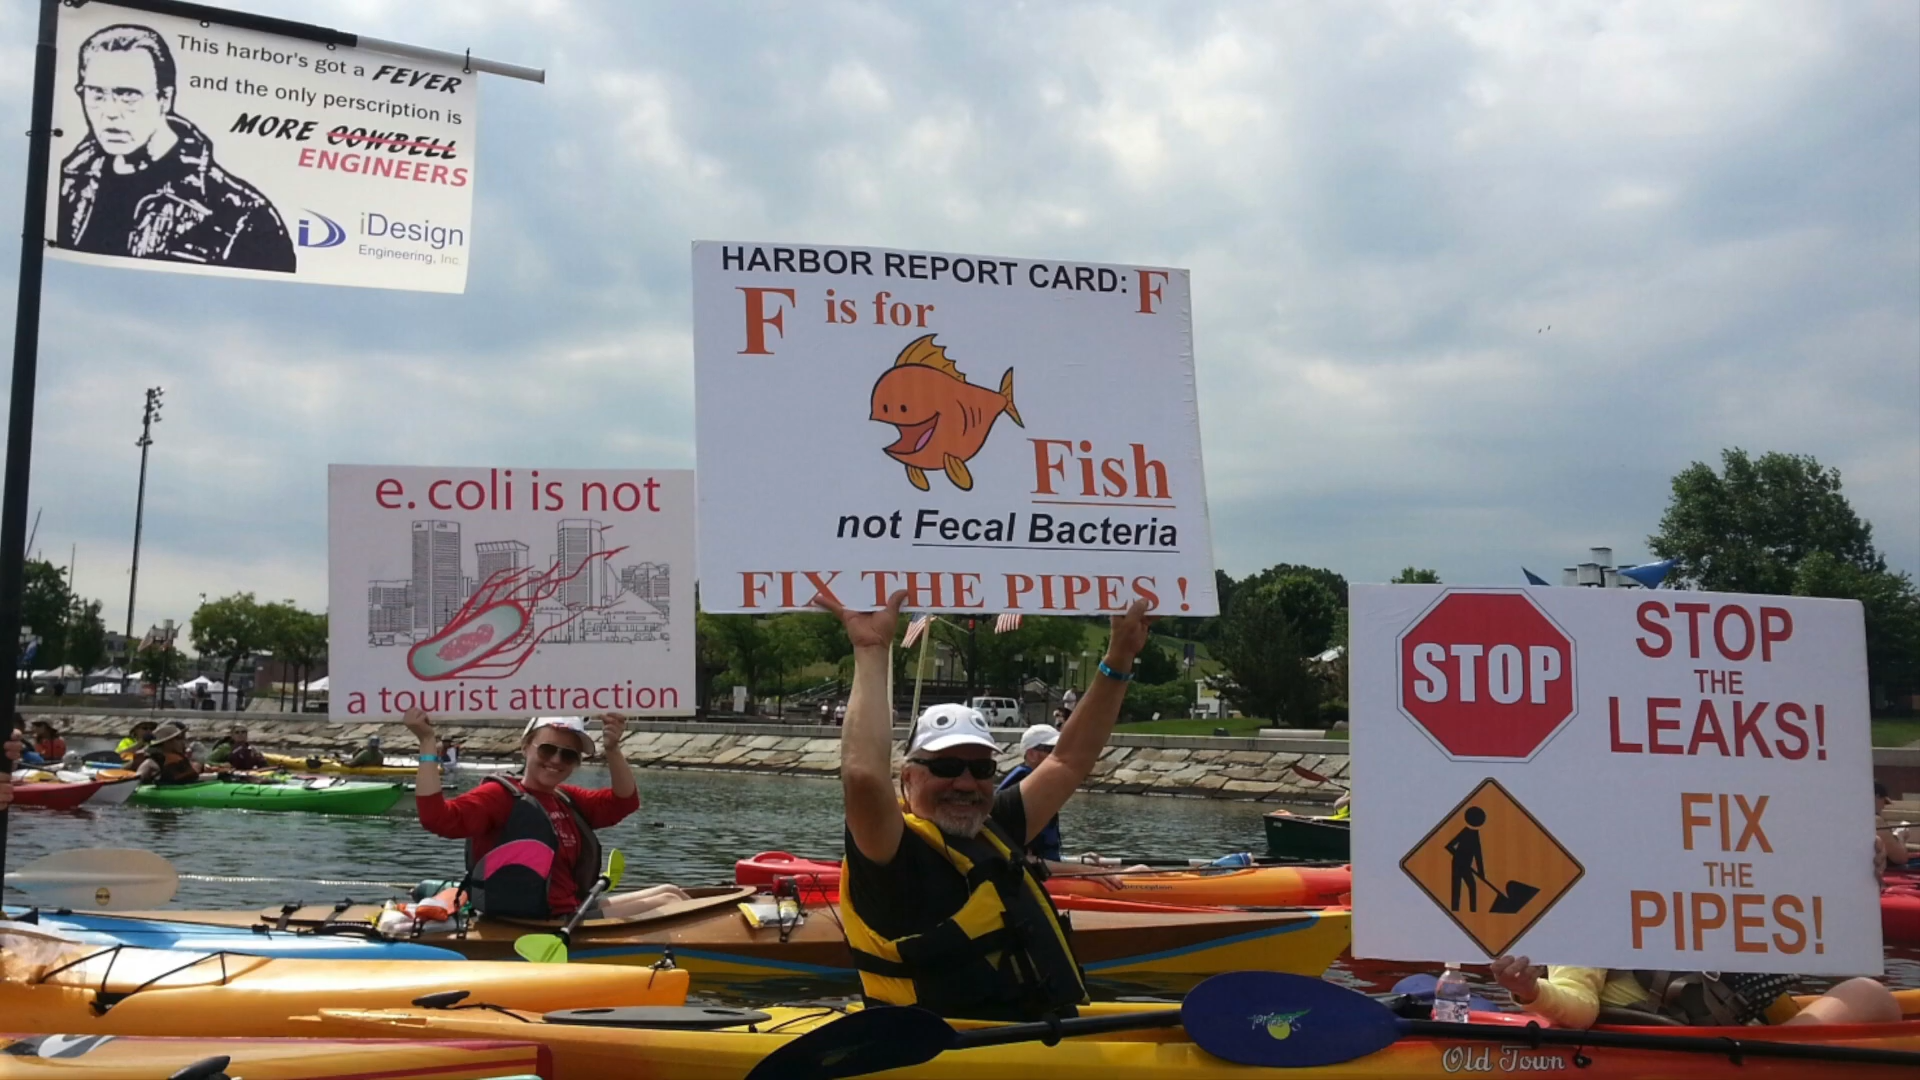 This harbor's got a FEVER
and the only perscription is
MORE COWBELL
ENGINEERS
iDesign
Engineering, Inc.
e. coli is not
a tourist attraction
HARBOR REPORT CARD: F
F is for
Fish
not Fecal Bacteria
FIX THE PIPES !
STOP
STOP
THE
LEAKS!
FIX
THE
PIPES!
perception
Old Town